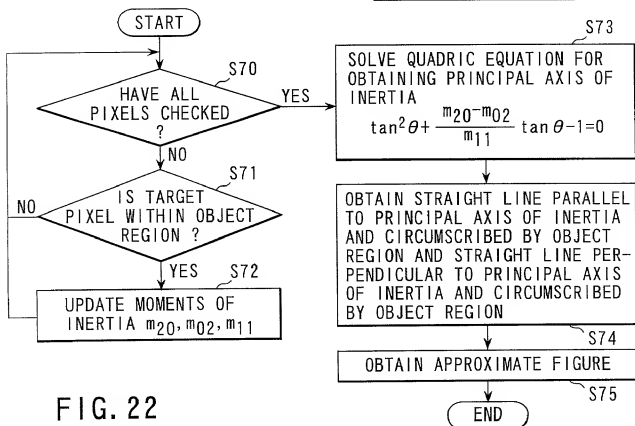 START
S70
HAVE ALL
PIXELS CHECKED
?
YES
NO
S71
IS TARGET
PIXEL WITHIN OBJECT
REGION ?
NO
YES
S72
UPDATE MOMENTS OF
INERTIA m₂₀, m₀₂, m₁₁
S73
SOLVE QUADRIC EQUATION FOR
OBTAINING PRINCIPAL AXIS OF
INERTIA
tan²θ + (m₂₀-m₀₂)/m₁₁ tan θ-1=0
OBTAIN STRAIGHT LINE PARALLEL
TO PRINCIPAL AXIS OF INERTIA
AND CIRCUMSCRIBED BY OBJECT
REGION AND STRAIGHT LINE PER-
PENDICULAR TO PRINCIPAL AXIS
OF INERTIA AND CIRCUMSCRIBED
BY OBJECT REGION
S74
OBTAIN APPROXIMATE FIGURE
S75
END
FIG. 22